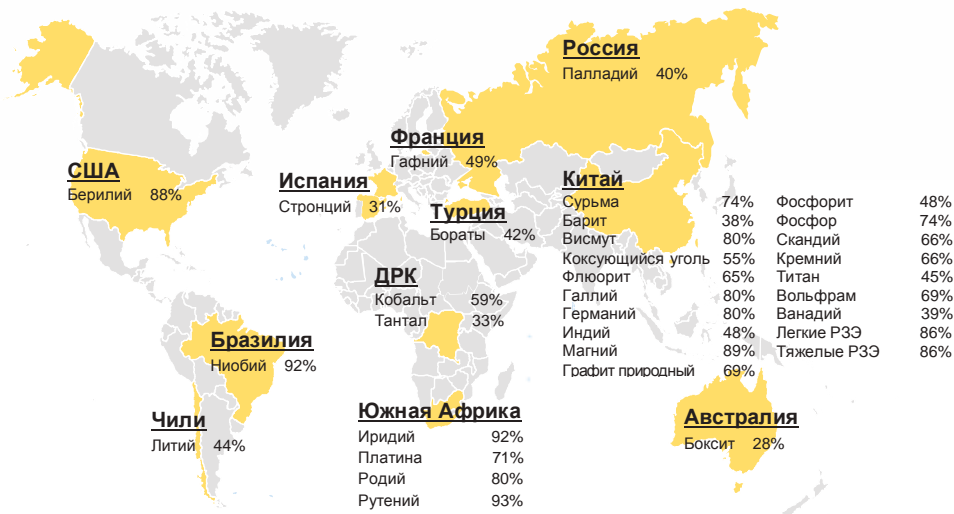 Россия
Палладий 40%
Франция
Гафний 49%
США
Берилий 88%
Испания
Стронций 31%
Турция
Бораты 42%
Китай
Сурьма 74%
Барит 38%
Висмут 80%
Коксующийся уголь 55%
Флюорит 65%
Галлий 80%
Германий 80%
Индий 48%
Магний 89%
Графит природный 69%
Фосфорит 48%
Фосфор 74%
Скандий 66%
Кремний 66%
Титан 45%
Вольфрам 69%
Ванадий 39%
Легкие РЗЭ 86%
Тяжелые РЗЭ 86%
ДРК
Кобальт 59%
Тантал 33%
Бразилия
Ниобий 92%
Чили
Литий 44%
Южная Африка
Иридий 92%
Платина 71%
Родий 80%
Рутений 93%
Австралия
Боксит 28%